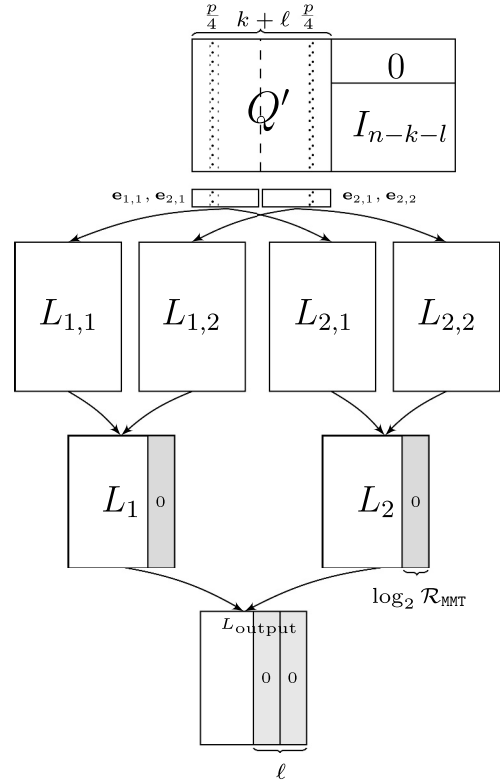 p/4 k + ℓ p/4
Q′ 0
I_{n−k−l}
e_{1,1}, e_{2,1} e_{2,1}, e_{2,2}
L_{1,1} L_{1,2} L_{2,1} L_{2,2}
L_1 0 L_2 0
log_2 R_MMT
L_output
0 0
ℓ